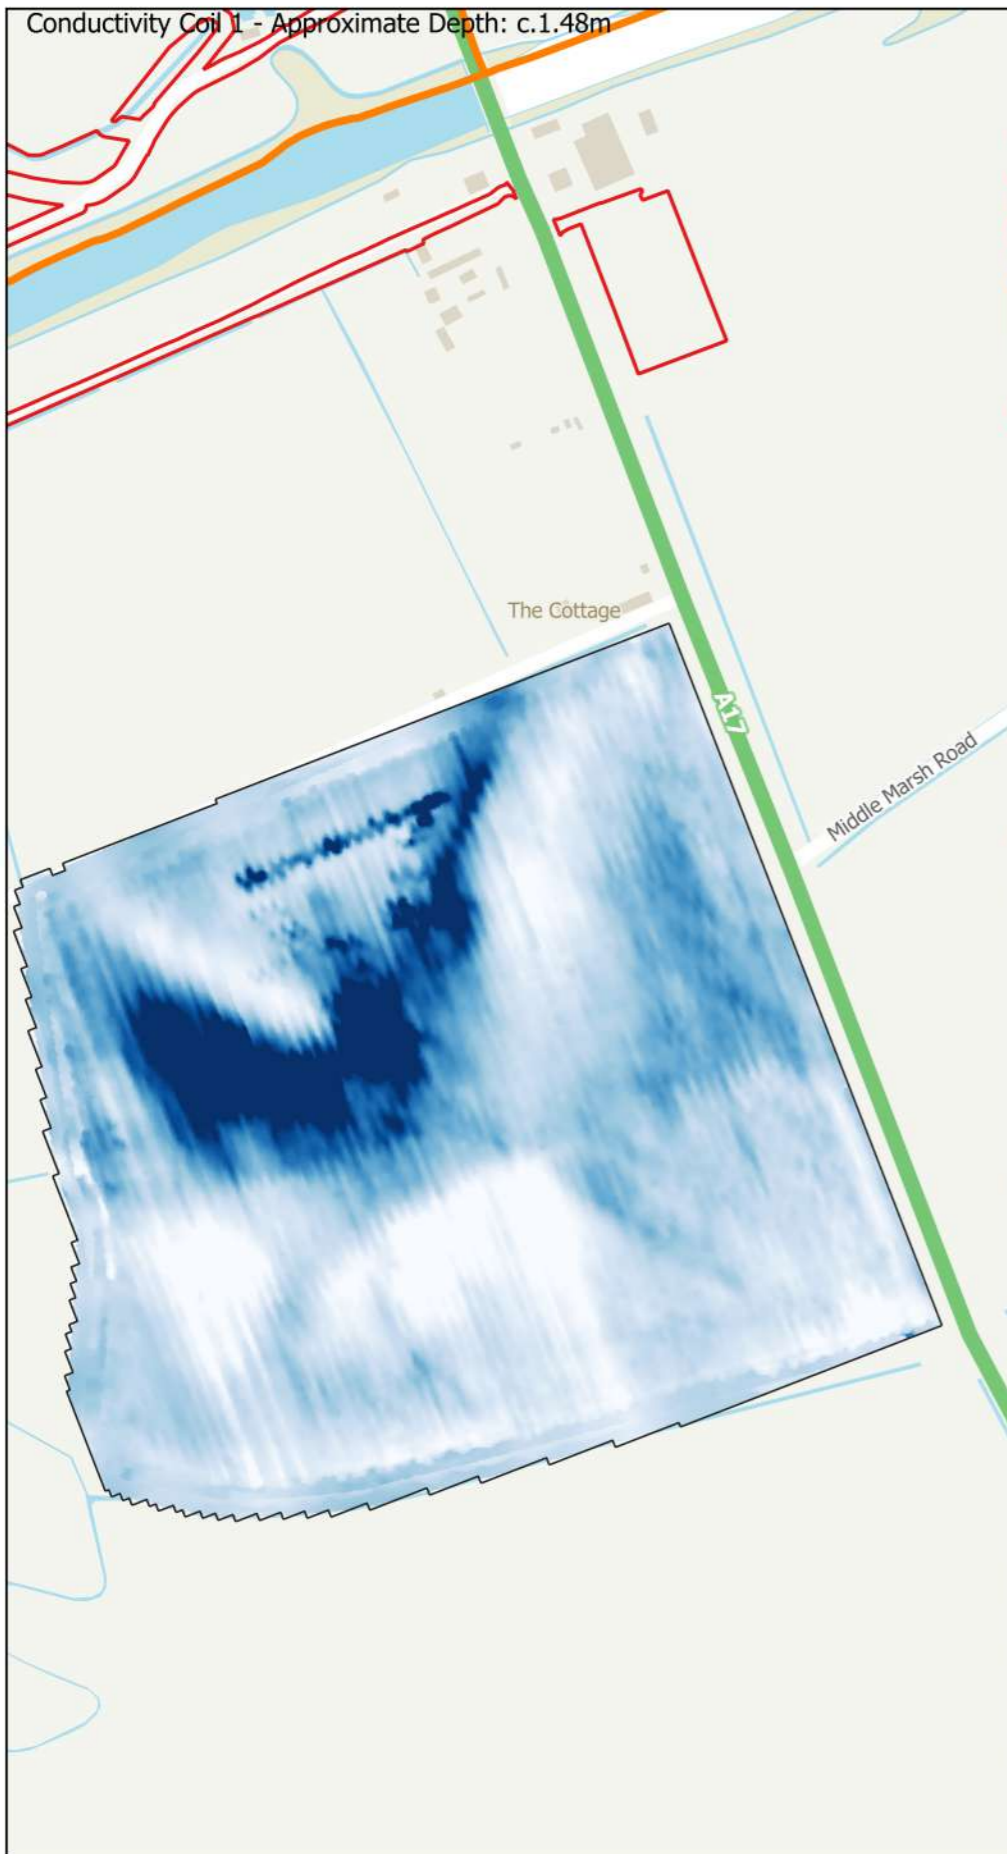 Conductivity Coil 1 - Approximate Depth: c.1.48m
The Cottage
A17
Middle Marsh Road